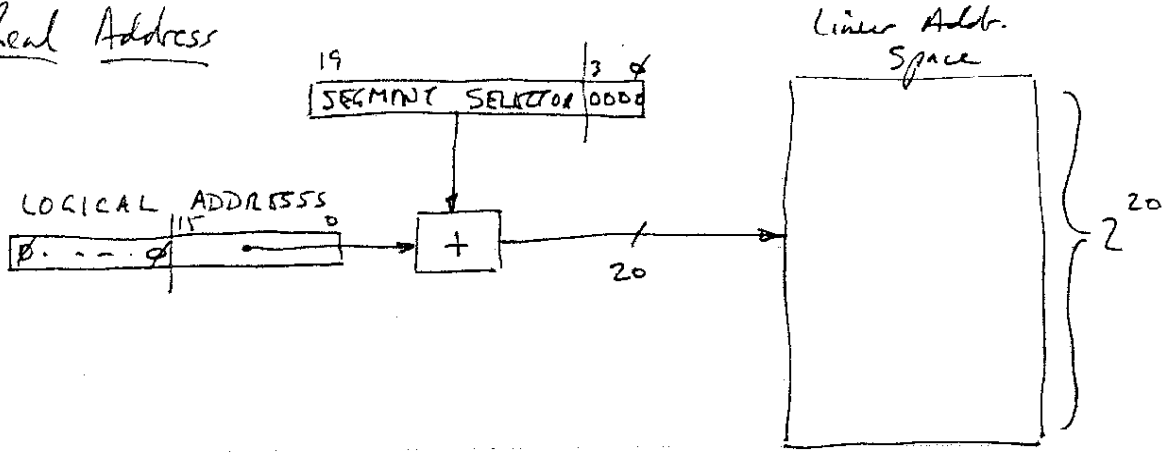 Real Address
Linear Addr.
Space
19 3 0
SEGMENT SELECTOR 0000
LOGICAL ADDRESSS
15 0
0. - - . 0
+
20
2^20